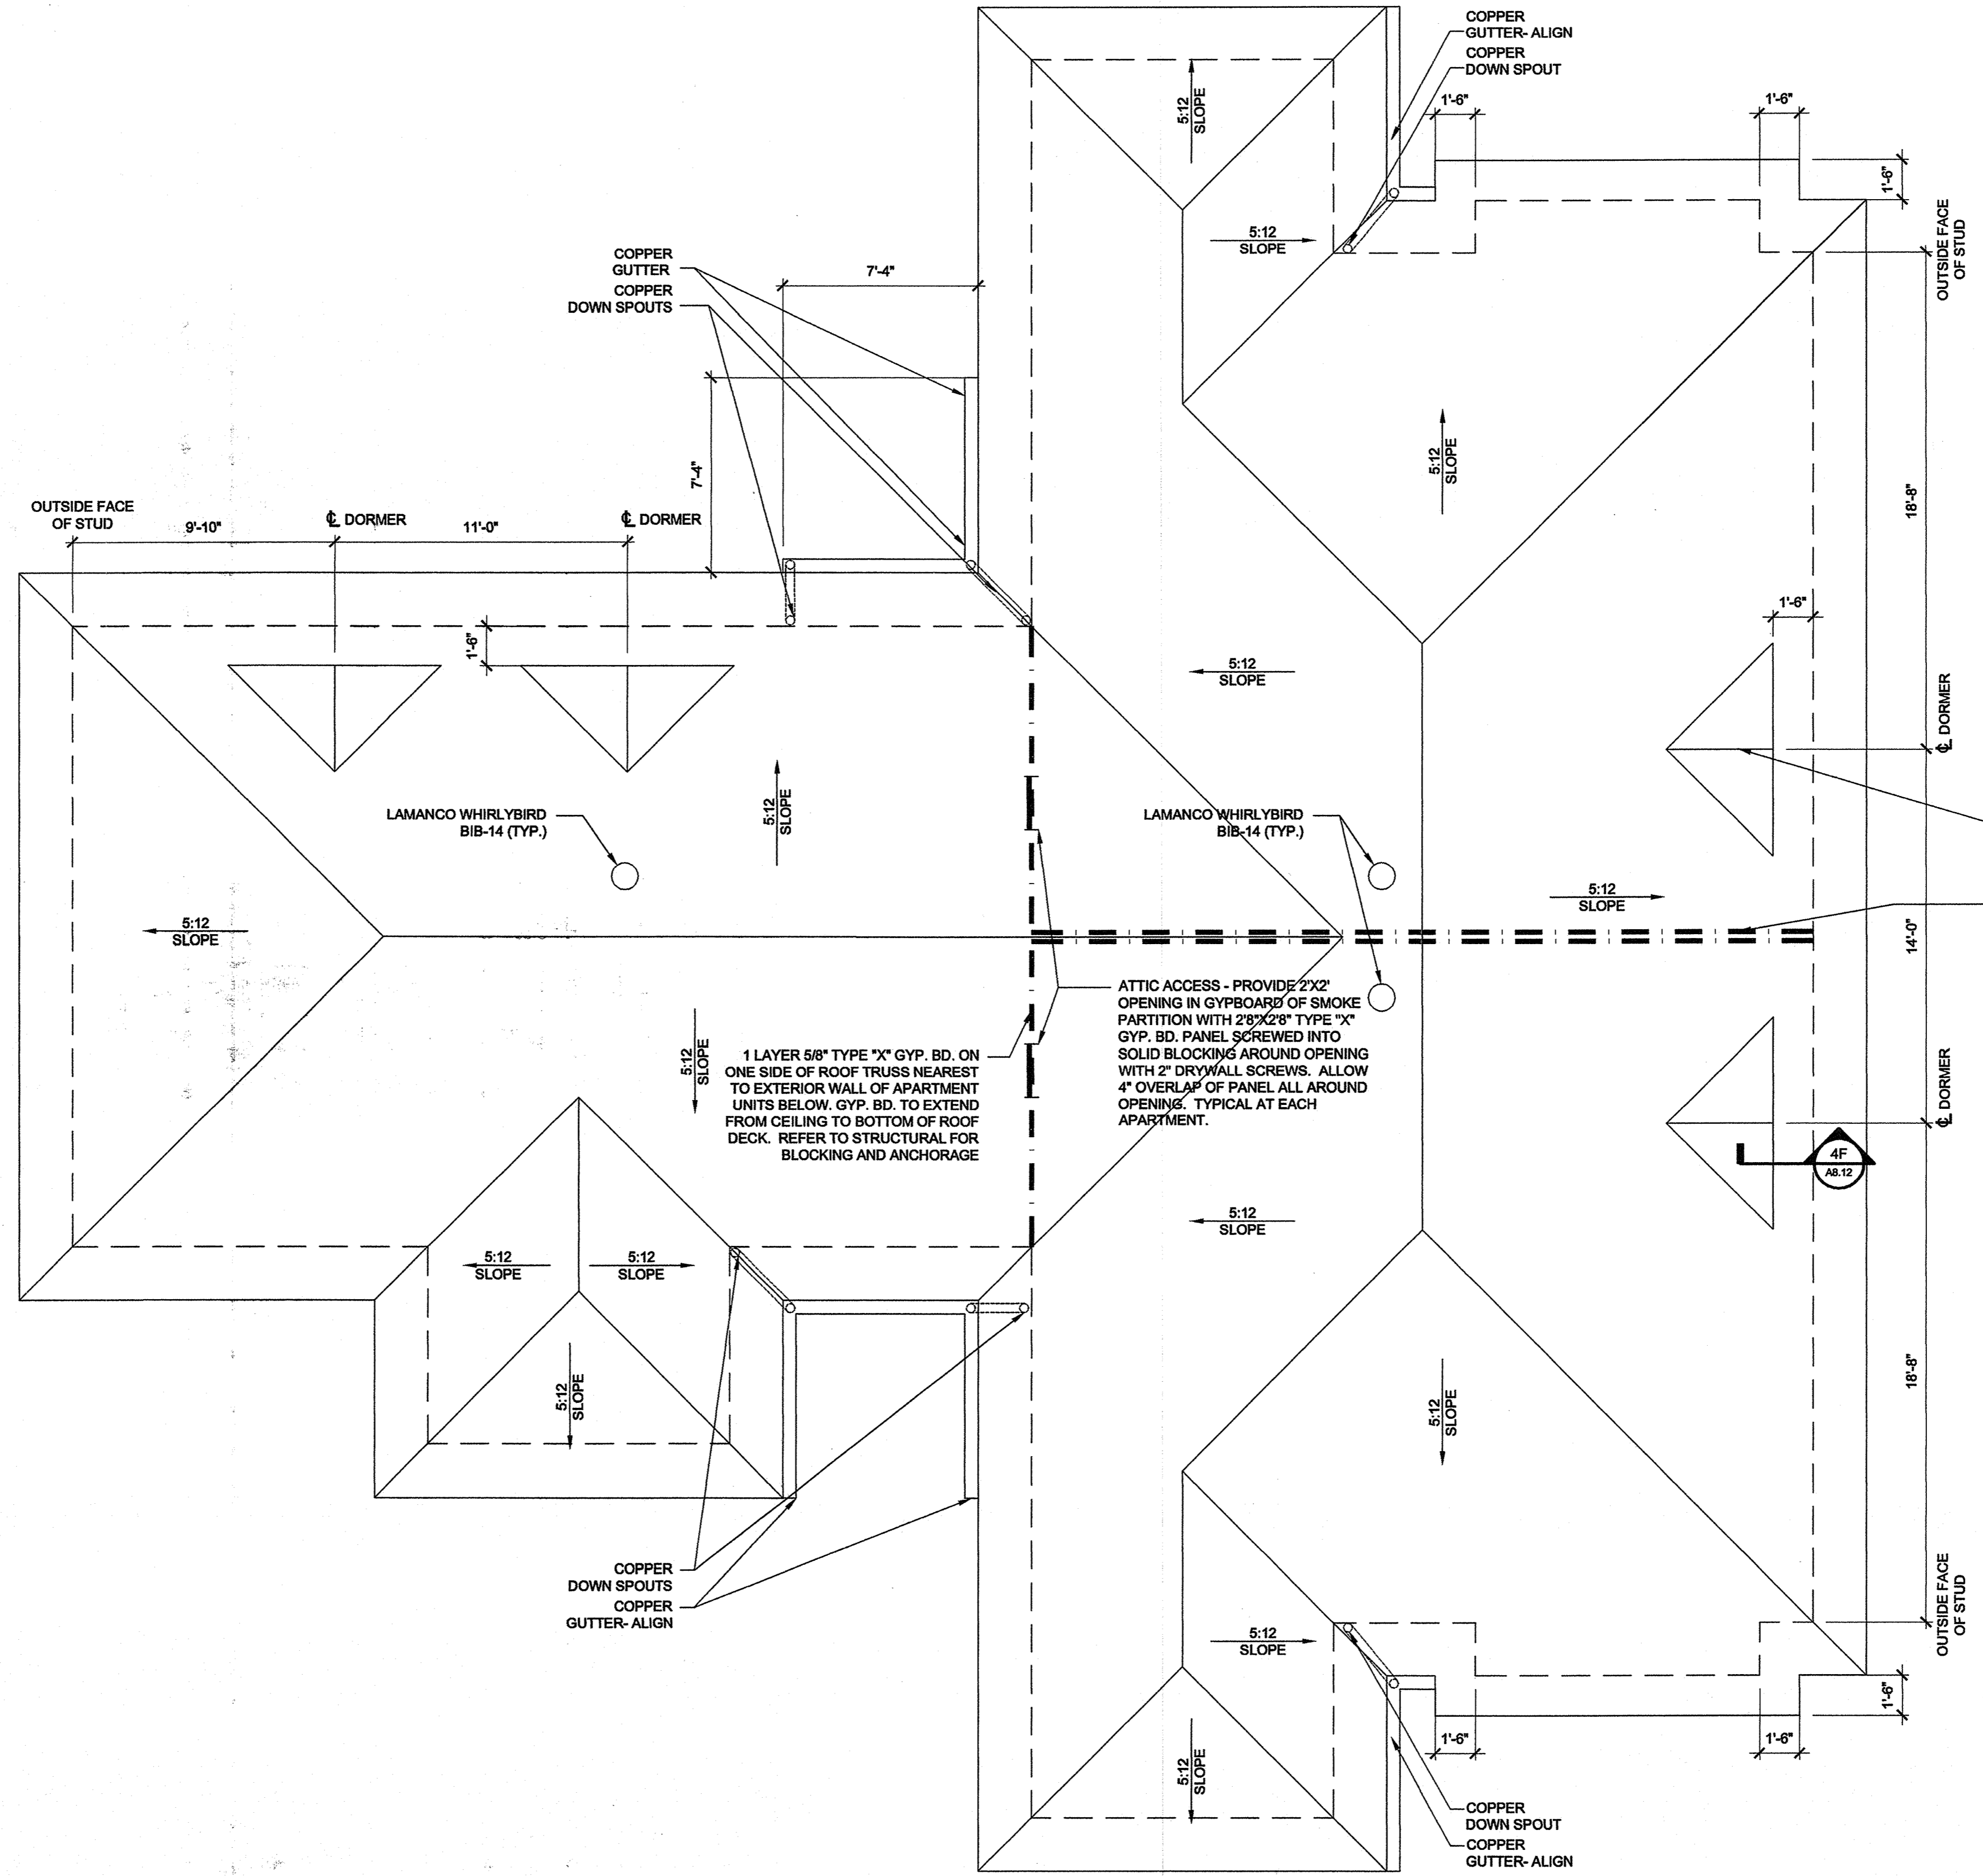 COPPER
GUTTER- ALIGN
COPPER
DOWN SPOUT
1'-6"
1'-6"
1'-6"
OUTSIDE FACE
OF STUD
5:12
SLOPE
5:12
SLOPE
COPPER
GUTTER
COPPER
DOWN SPOUTS
7'-4"
7'-4"
5:12
SLOPE
18'-8"
OUTSIDE FACE
OF STUD
9'-10"
℄ DORMER
11'-0"
℄ DORMER
1'-6"
1'-6"
5:12
SLOPE
℄ DORMER
LAMANCO WHIRLYBIRD
BIB-14 (TYP.)
5:12
SLOPE
LAMANCO WHIRLYBIRD
BIB-14 (TYP.)
5:12
SLOPE
5:12
SLOPE
14'-0"
ATTIC ACCESS - PROVIDE 2'X2'
OPENING IN GYPBOARD OF SMOKE
PARTITION WITH 2'8"X2'8" TYPE "X"
GYP. BD. PANEL SCREWED INTO
SOLID BLOCKING AROUND OPENING
WITH 2" DRYWALL SCREWS. ALLOW
4" OVERLAP OF PANEL ALL AROUND
OPENING. TYPICAL AT EACH
APARTMENT.
5:12
SLOPE
1 LAYER 5/8" TYPE "X" GYP. BD. ON
ONE SIDE OF ROOF TRUSS NEAREST
TO EXTERIOR WALL OF APARTMENT
UNITS BELOW. GYP. BD. TO EXTEND
FROM CEILING TO BOTTOM OF ROOF
DECK. REFER TO STRUCTURAL FOR
BLOCKING AND ANCHORAGE
℄ DORMER
4F
A8.12
5:12
SLOPE
5:12
SLOPE
5:12
SLOPE
5:12
SLOPE
5:12
SLOPE
18'-8"
COPPER
DOWN SPOUTS
COPPER
GUTTER- ALIGN
5:12
SLOPE
OUTSIDE FACE
OF STUD
1'-6"
1'-6"
1'-6"
5:12
SLOPE
COPPER
DOWN SPOUT
COPPER
GUTTER- ALIGN